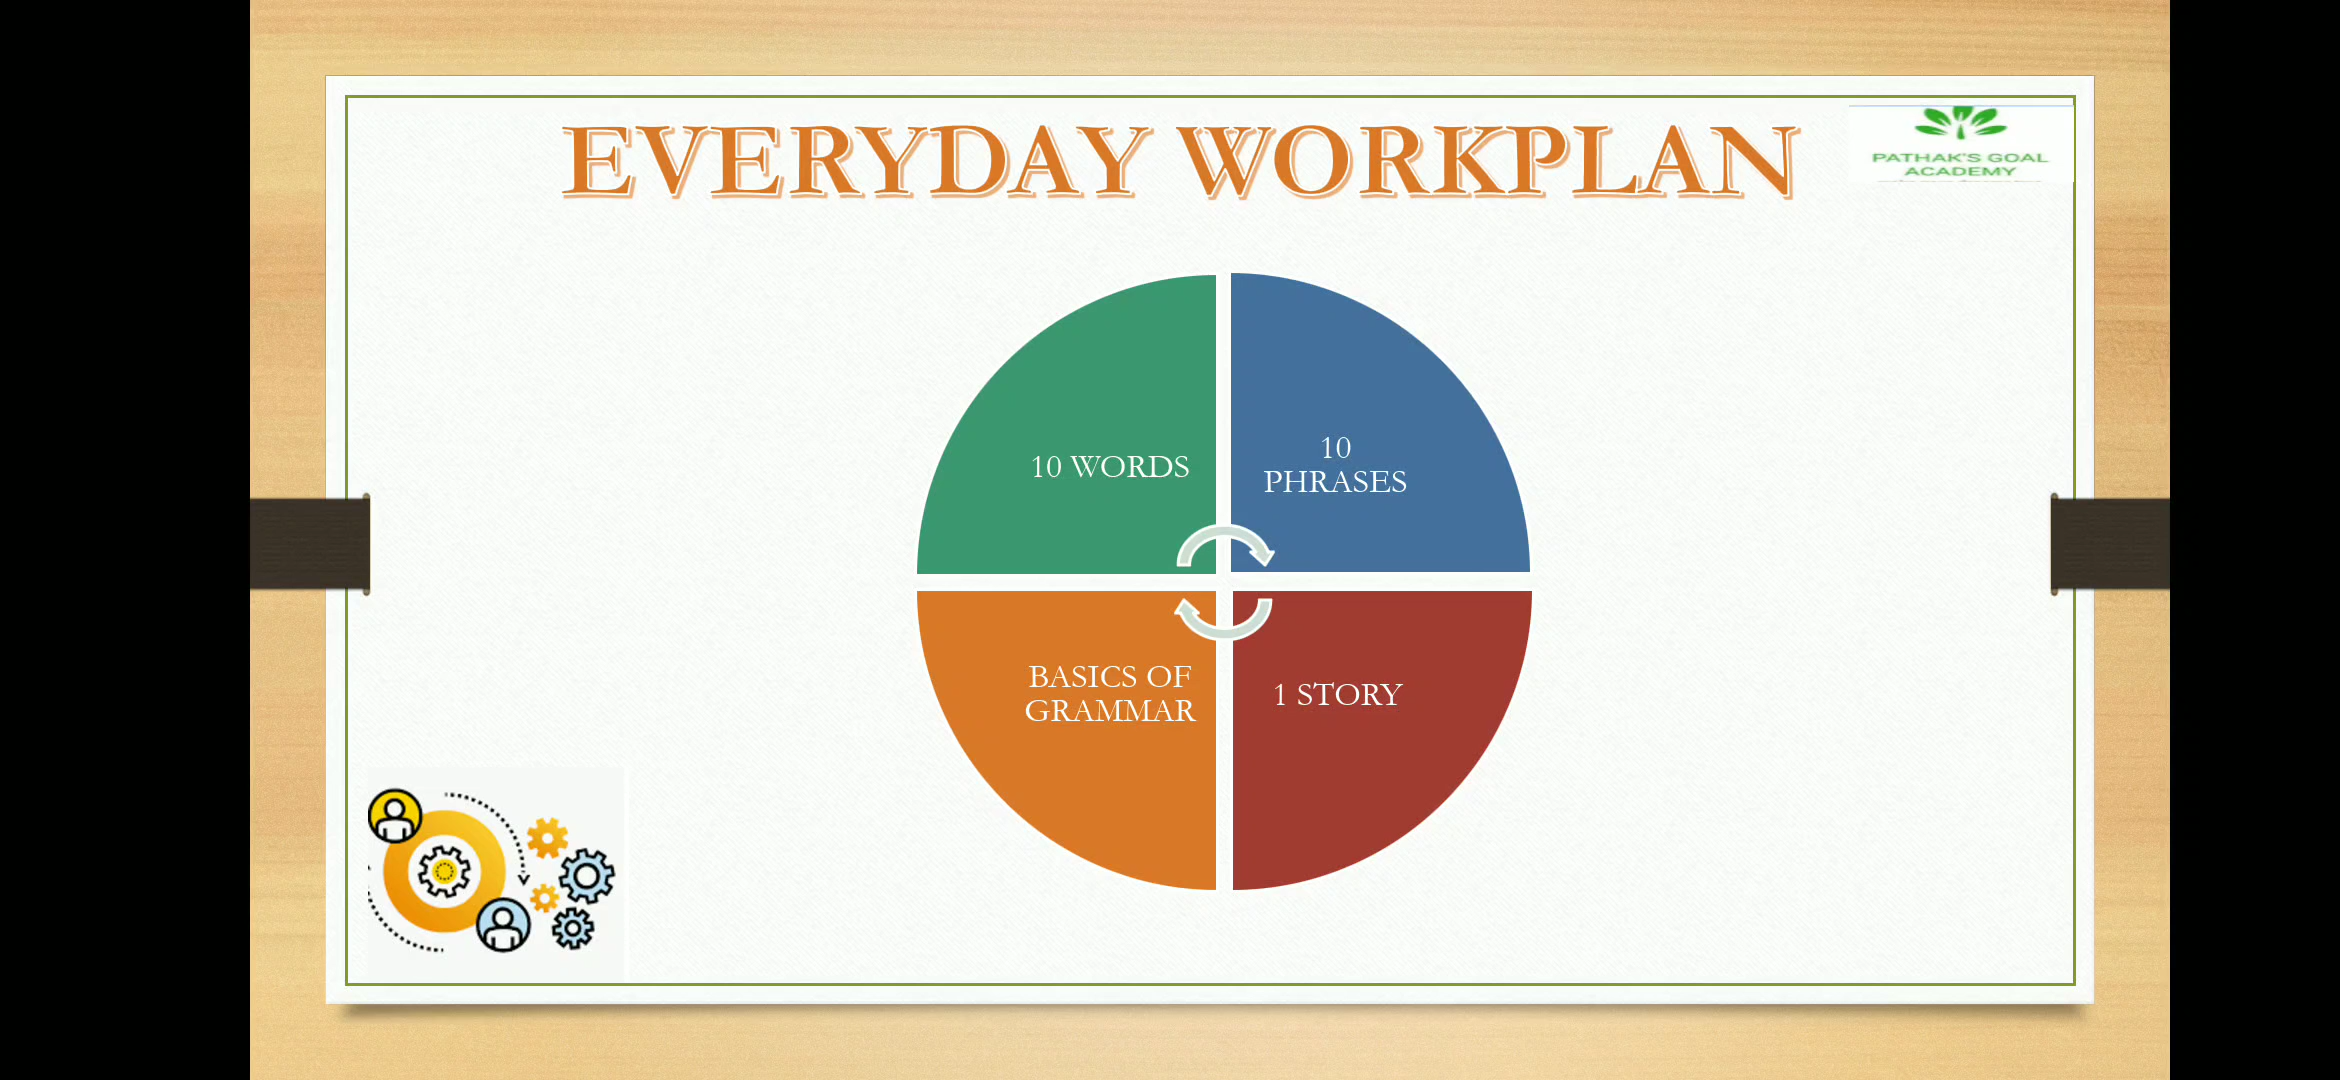 EVERYDAY WORKPLAN
PATHAK'S GOAL
ACADEMY
10 WORDS
10
PHRASES
BASICS OF
GRAMMAR
1 STORY